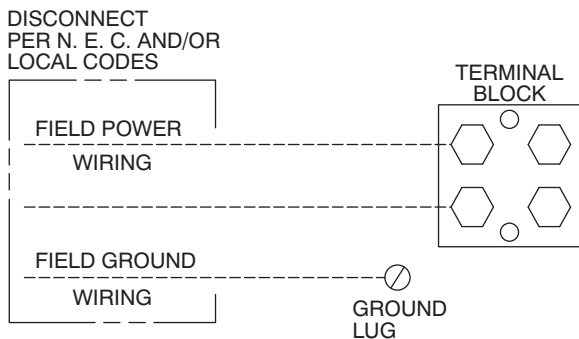 DISCONNECT
PER N. E. C. AND/OR
LOCAL CODES
TERMINAL
BLOCK
FIELD POWER
WIRING
FIELD GROUND
WIRING
GROUND
LUG